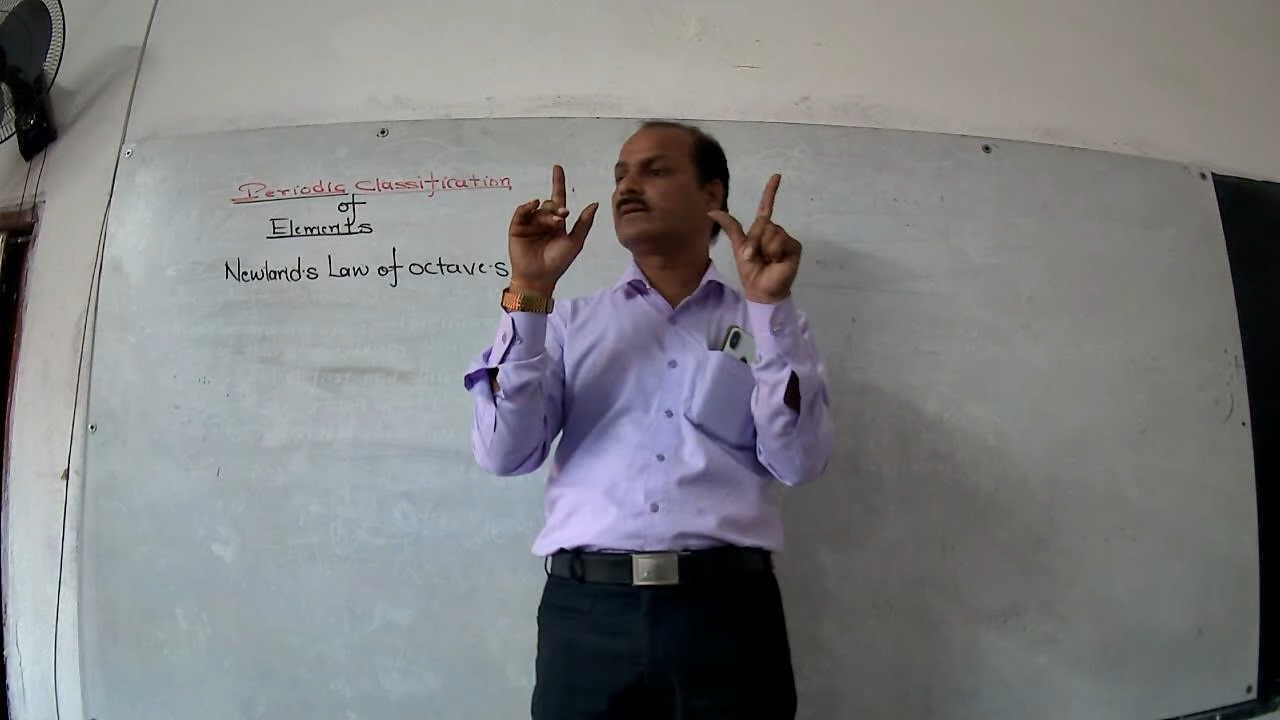 Periodic Classification
of
Elements
Newland's Law of octave's